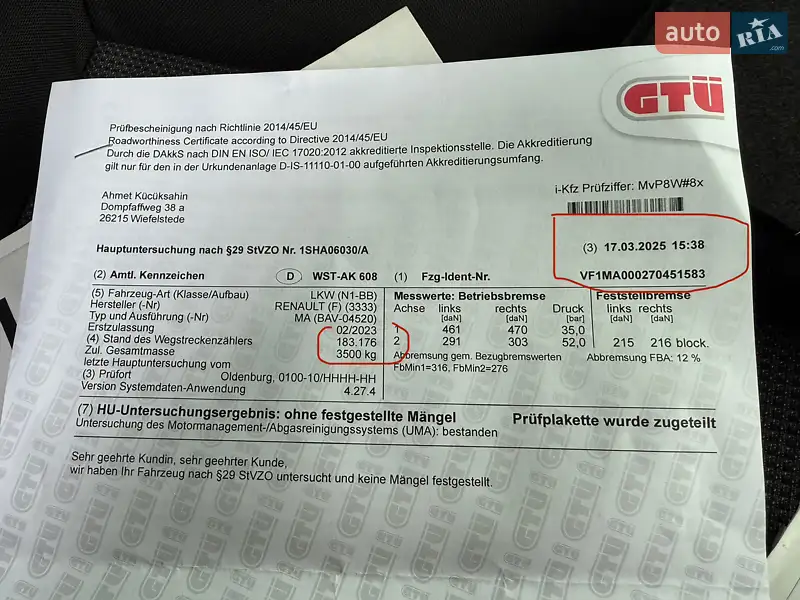 auto RIA.com
GTÜ
Prüfbescheinigung nach Richtlinie 2014/45/EU
Roadworthiness Certificate according to Directive 2014/45/EU
Durch die DAkkS nach DIN EN ISO/ IEC 17020:2012 akkreditierte Inspektionsstelle. Die Akkreditierung
gilt nur für den in der Urkundenanlage D-IS-11110-01-00 aufgeführten Akkreditierungsumfang.
i-Kfz Prüfziffer: MvP8W#8x
Ahmet Kücüksahin
Dompfaffweg 38 a
26215 Wiefelstede
Hauptuntersuchung nach §29 StVZO Nr. 1SHA06030/A
(3) 17.03.2025 15:38
(2) Amtl. Kennzeichen D WST-AK 608 (1) Fzg-Ident-Nr. VF1MA000270451583
(5) Fahrzeug-Art (Klasse/Aufbau) LKW (N1-BB)
Hersteller (-Nr) RENAULT (F) (3333)
Typ und Ausführung (-Nr) MA (BAV-04520)
Erstzulassung 02/2023
(4) Stand des Wegstreckenzählers 183.176
Zul. Gesamtmasse 3500 kg
letzte Hauptuntersuchung vom
(3) Prüfort Oldenburg, 0100-10/HHHH-HH
Version Systemdaten-Anwendung 4.27.4
Messwerte: Betriebsbremse Feststellbremse
Achse links rechts Druck links rechts
[daN] [daN] [bar] [daN] [daN]
1 461 470 35,0
2 291 303 52,0 215 216 block.
Abbremsung gem. Bezugbremswerten Abbremsung FBA: 12 %
FbMin1=316, FbMin2=276
(7) HU-Untersuchungsergebnis: ohne festgestellte Mängel Prüfplakette wurde zugeteilt
Untersuchung des Motormanagement-/Abgasreinigungssystems (UMA): bestanden
Sehr geehrte Kundin, sehr geehrter Kunde,
wir haben Ihr Fahrzeug nach §29 StVZO untersucht und keine Mängel festgestellt.